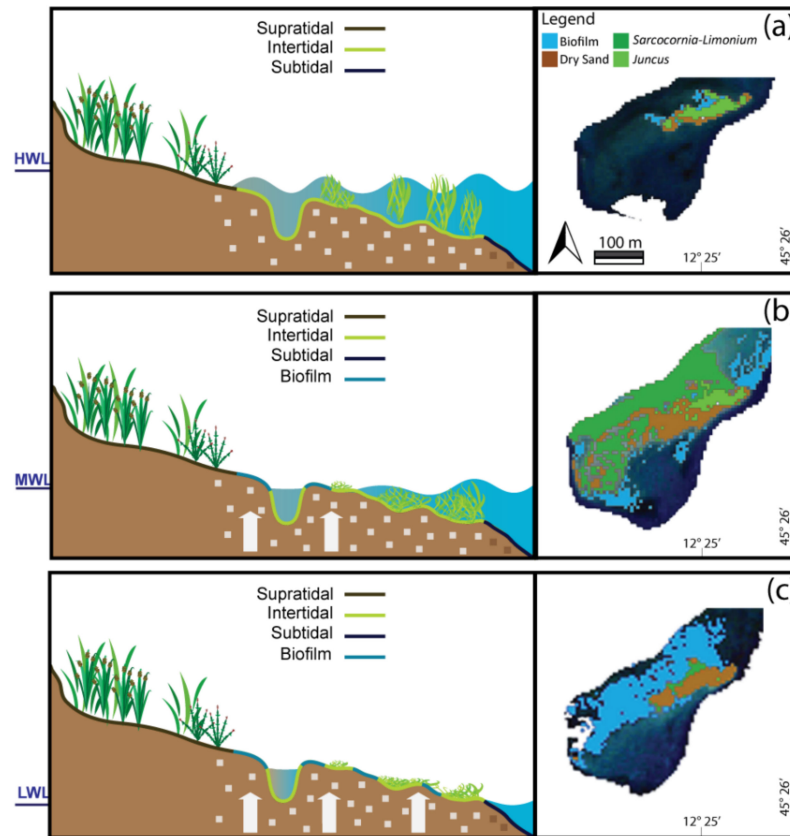 Supratidal
Intertidal
Subtidal
HWL
(a)
Legend
Biofilm
Sarcocornia-Limonium
Dry Sand
Juncus
100 m
12° 25'
45° 26'
Supratidal
Intertidal
Subtidal
Biofilm
MWL
(b)
12° 25'
45° 26'
Supratidal
Intertidal
Subtidal
Biofilm
LWL
(c)
12° 25'
45° 26'